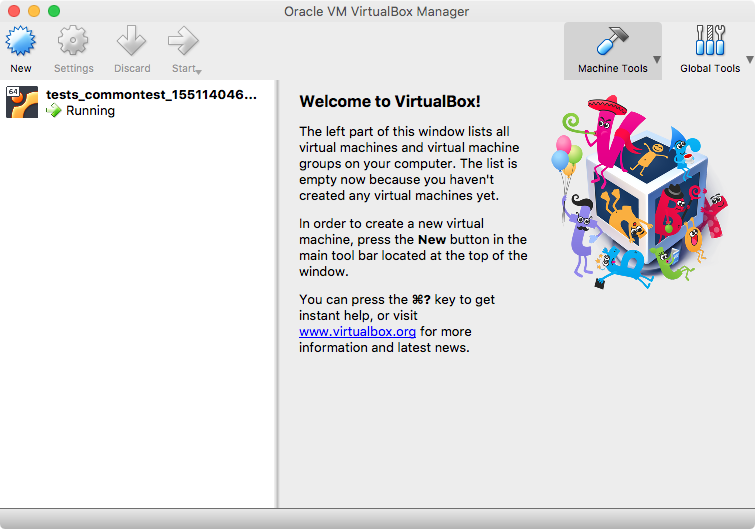 Oracle VM VirtualBox Manager
New
Settings
Discard
Start
Machine Tools
Global Tools
64
tests_commontest_155114046...
Running
Welcome to VirtualBox!
The left part of this window lists all
virtual machines and virtual machine
groups on your computer. The list is
empty now because you haven't
created any virtual machines yet.
In order to create a new virtual
machine, press the New button in the
main tool bar located at the top of the
window.
You can press the ⌘? key to get
instant help, or visit
www.virtualbox.org for more
information and latest news.